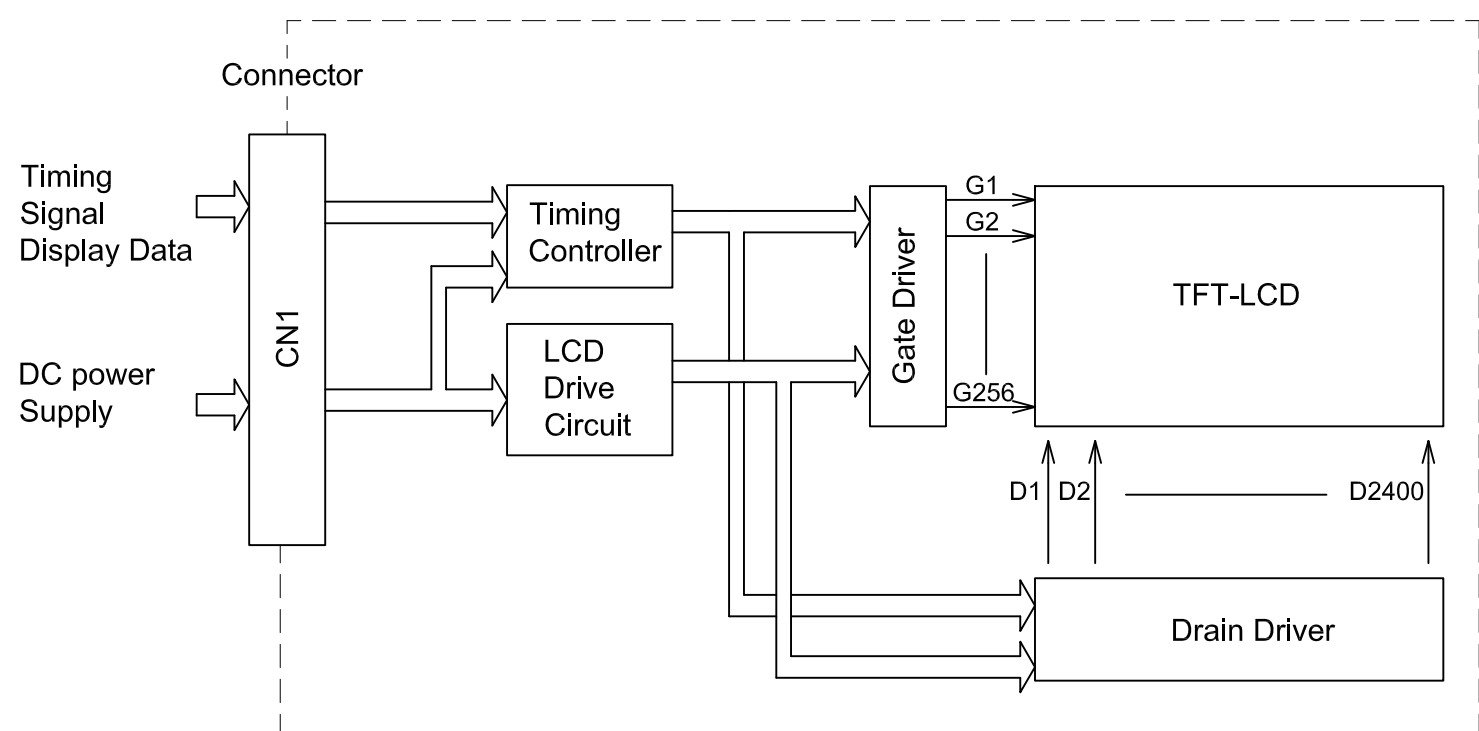 Connector
Timing
Signal
Display Data
DC power
Supply
CN1
Timing
Controller
LCD
Drive
Circuit
Gate Driver
G1
G2
G256
TFT-LCD
D1
D2
D2400
Drain Driver